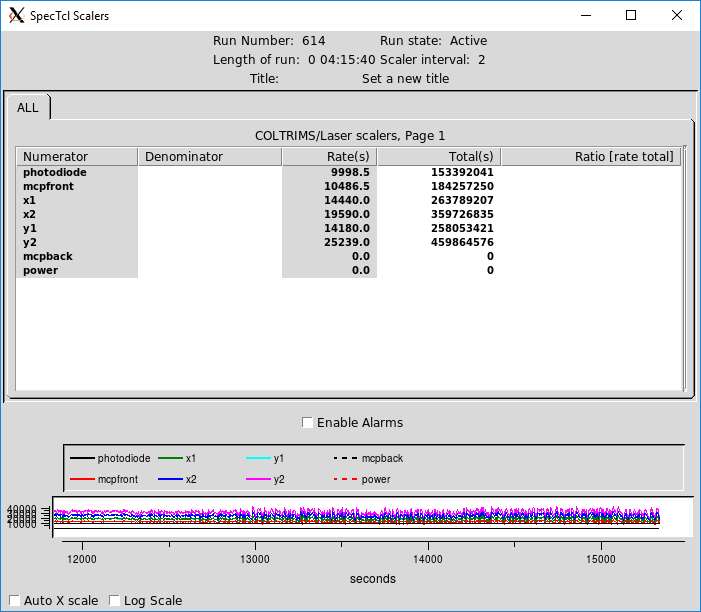 SpecTcl Scalers
Run Number: 614 Run state: Active
Length of run: 0 04:15:40 Scaler interval: 2
Title: Set a new title
ALL
COLTRIMS/Laser scalers, Page 1
Numerator Denominator Rate(s) Total(s) Ratio [rate total]
photodiode 9998.5 153392041
mcpfront 10486.5 184257250
x1 14440.0 263789207
x2 19590.0 359726835
y1 14180.0 258053421
y2 25239.0 459864576
mcpback 0.0 0
power 0.0 0
Enable Alarms
photodiode x1 y1 mcpback
mcpfront x2 y2 power
40000
10000
12000 13000 14000 15000
seconds
Auto X scale Log Scale